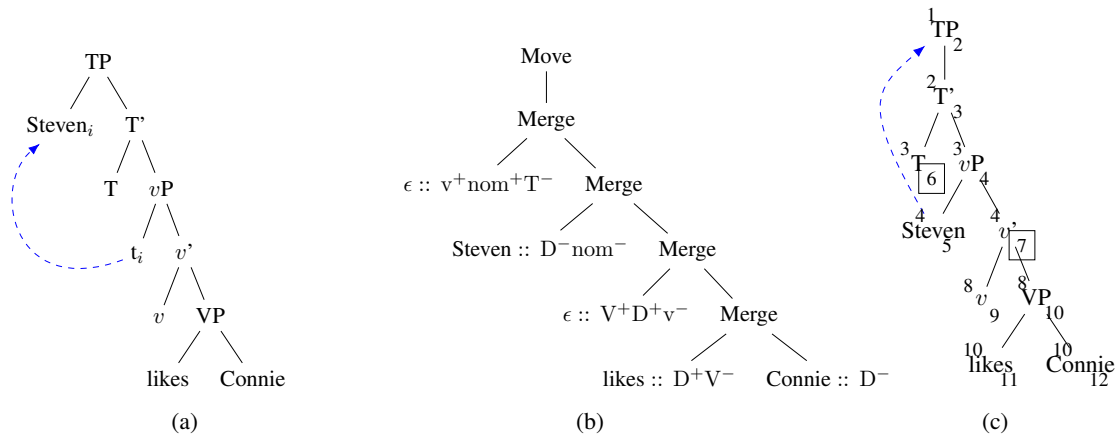 TP
Steven_i T'
T vP
t_i v'
v VP
likes Connie
(a)
Move
Merge
ϵ :: v⁺nom⁺T⁻ Merge
Steven :: D⁻nom⁻ Merge
ϵ :: V⁺D⁺v⁻ Merge
likes :: D⁺V⁻ Connie :: D⁻
(b)
1 TP 2
2 T' 3
3 T 6 3 vP 4
4 Steven 5 4 v' 7
8 v 9 8 VP 10
10 likes 11 10 Connie 12
(c)